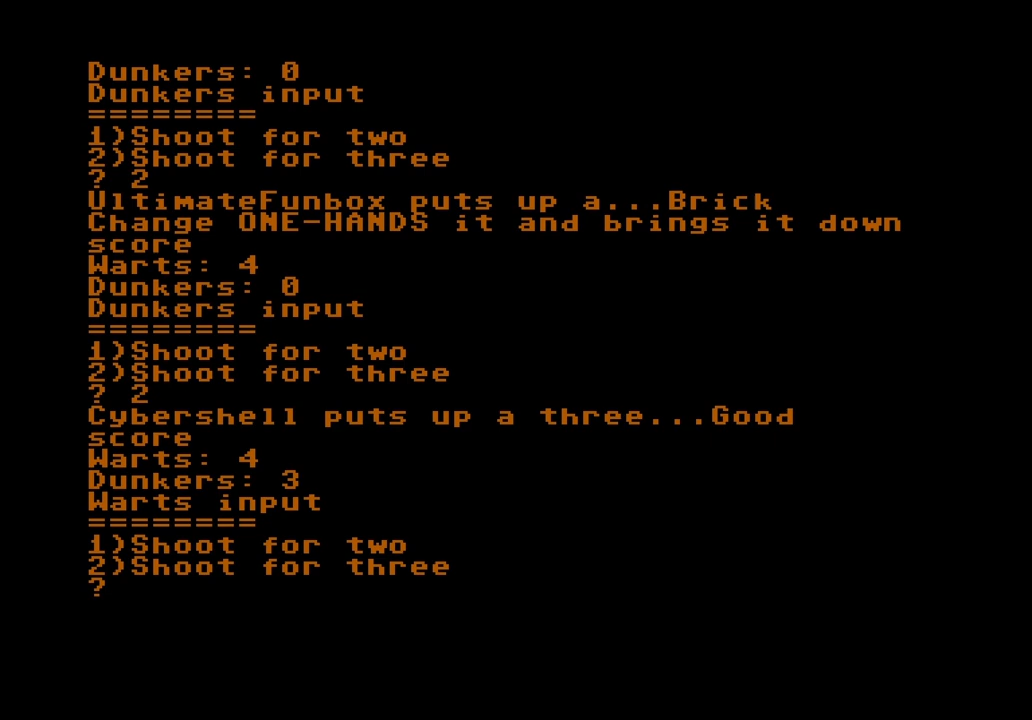 Dunkers: 0
Dunkers input
========
1)Shoot for two
2)Shoot for three
? 2
UltimateFunbox puts up a...Brick
Change ONE-HANDS it and brings it down
score
Warts: 4
Dunkers: 0
Dunkers input
========
1)Shoot for two
2)Shoot for three
? 2
Cybershell puts up a three...Good
score
Warts: 4
Dunkers: 3
Warts input
========
1)Shoot for two
2)Shoot for three
?